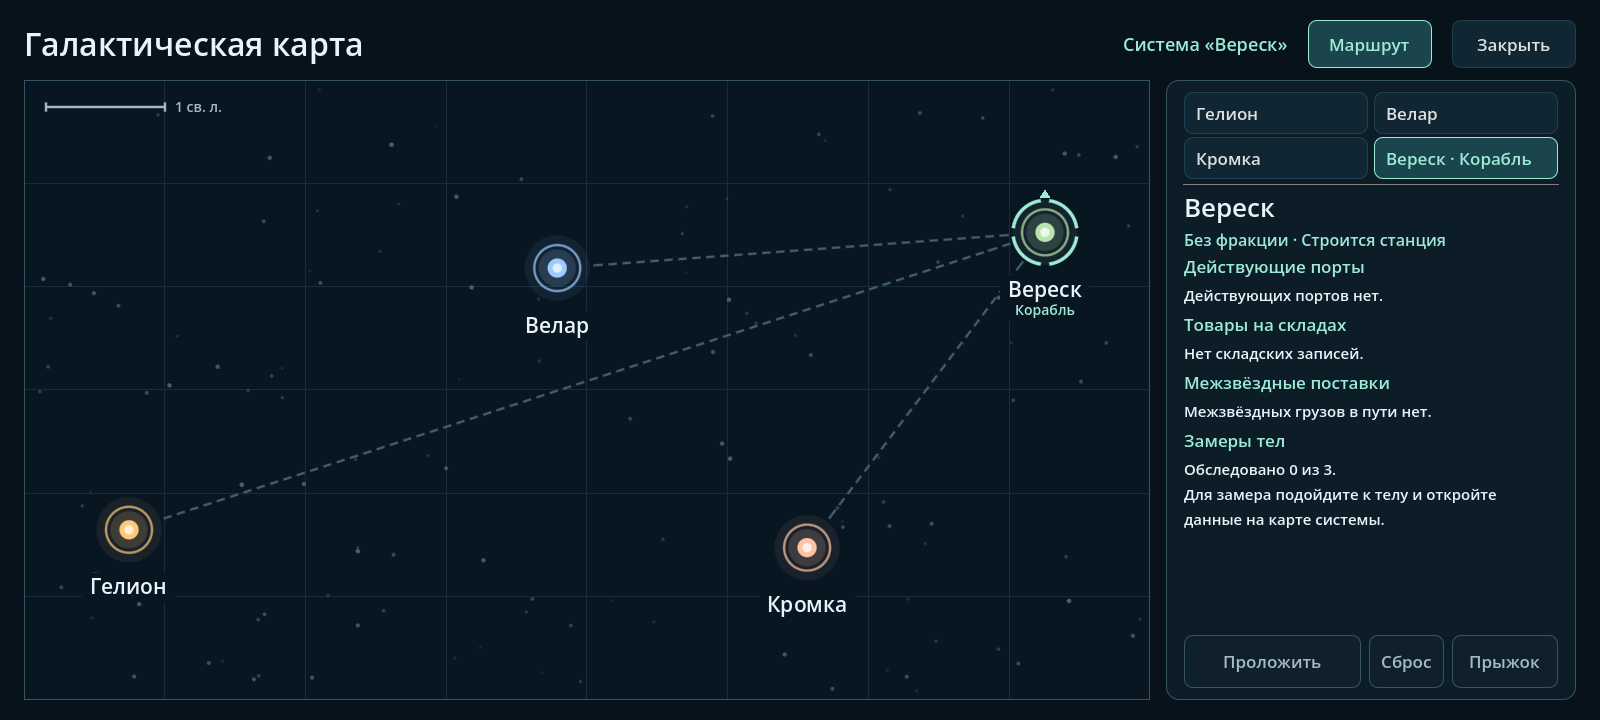 Галактическая карта
Система «Вереск»
Маршрут
Закрыть
1 св. л.
Велар
Вереск
Корабль
Гелион
Кромка
Гелион
Велар
Кромка
Вереск · Корабль
Вереск
Без фракции · Строится станция
Действующие порты
Действующих портов нет.
Товары на складах
Нет складских записей.
Межзвёздные поставки
Межзвёздных грузов в пути нет.
Замеры тел
Обследовано 0 из 3.
Для замера подойдите к телу и откройте
данные на карте системы.
Проложить
Сброс
Прыжок